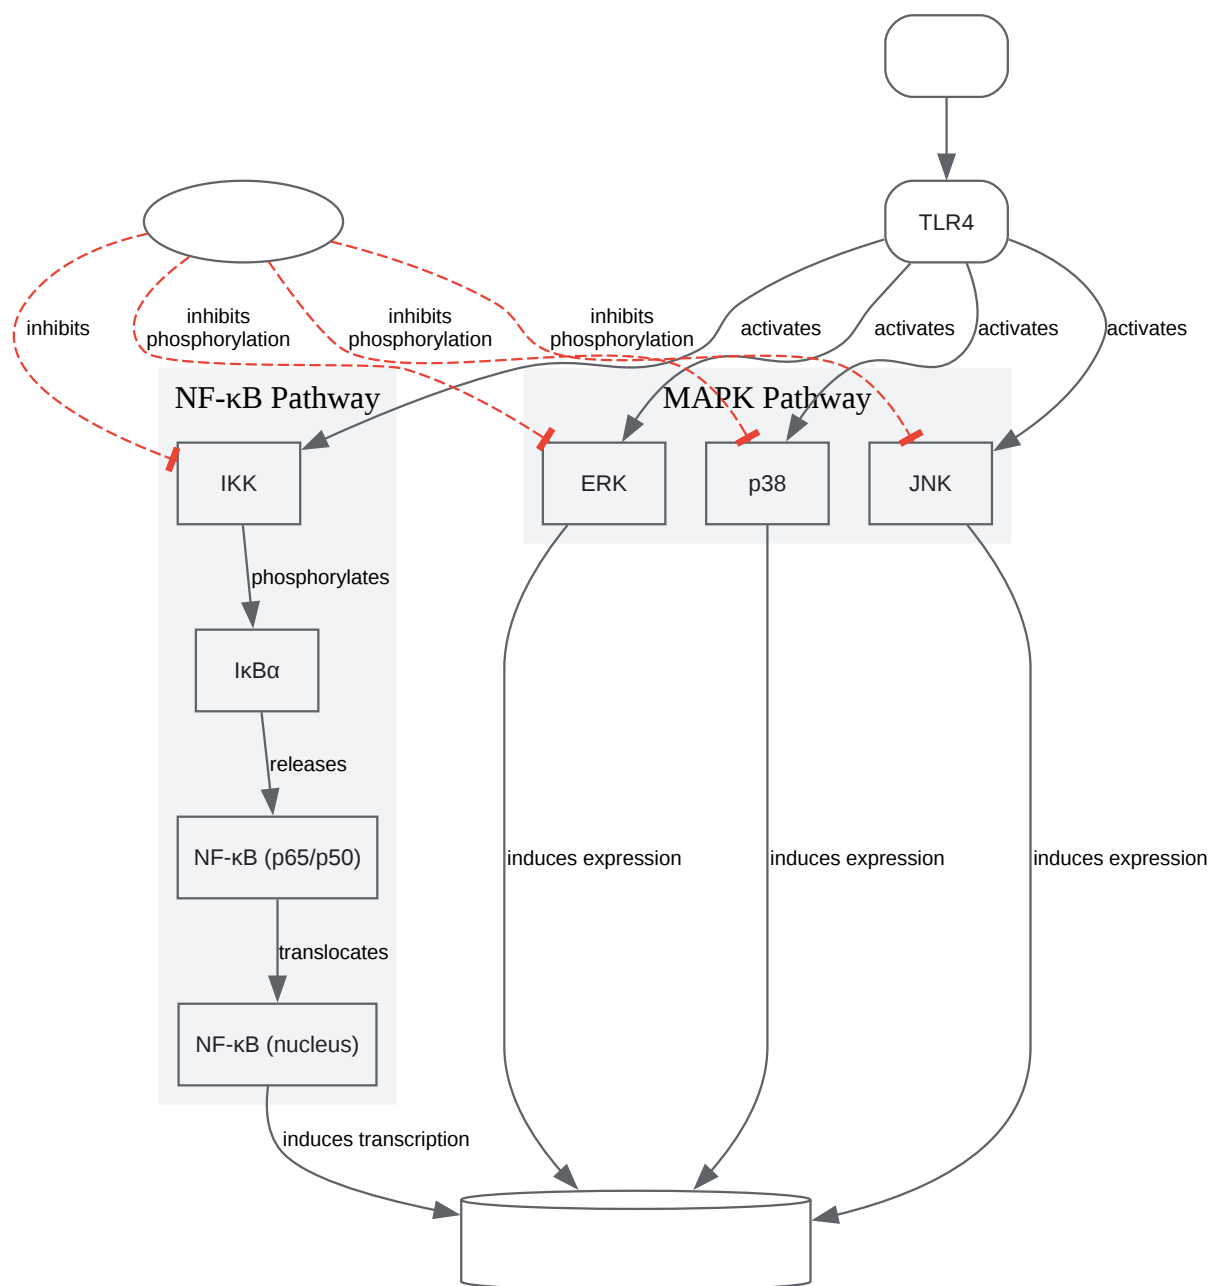 TLR4
inhibits
inhibits
phosphorylation
inhibits
phosphorylation
inhibits
phosphorylation
activates
activates
activates
activates
NF-κB Pathway
MAPK Pathway
IKK
ERK
p38
JNK
phosphorylates
IκBα
releases
NF-κB (p65/p50)
induces expression
induces expression
induces expression
translocates
NF-κB (nucleus)
induces transcription